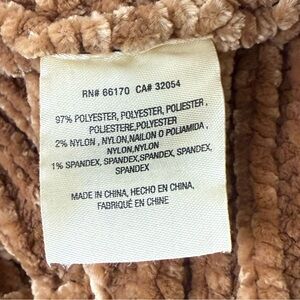 RN# 66170 CA# 32054
97% POLYESTER, POLYESTER, POLIESTER,
POLIESTERE,POLYESTER
2% NYLON, NYLON,NAILON O POLIAMIDA,
NYLON,NYLON
1% SPANDEX, SPANDEX,SPANDEX, SPANDEX,
SPANDEX
MADE IN CHINA, HECHO EN CHINA,
FABRIQUÉ EN CHINE